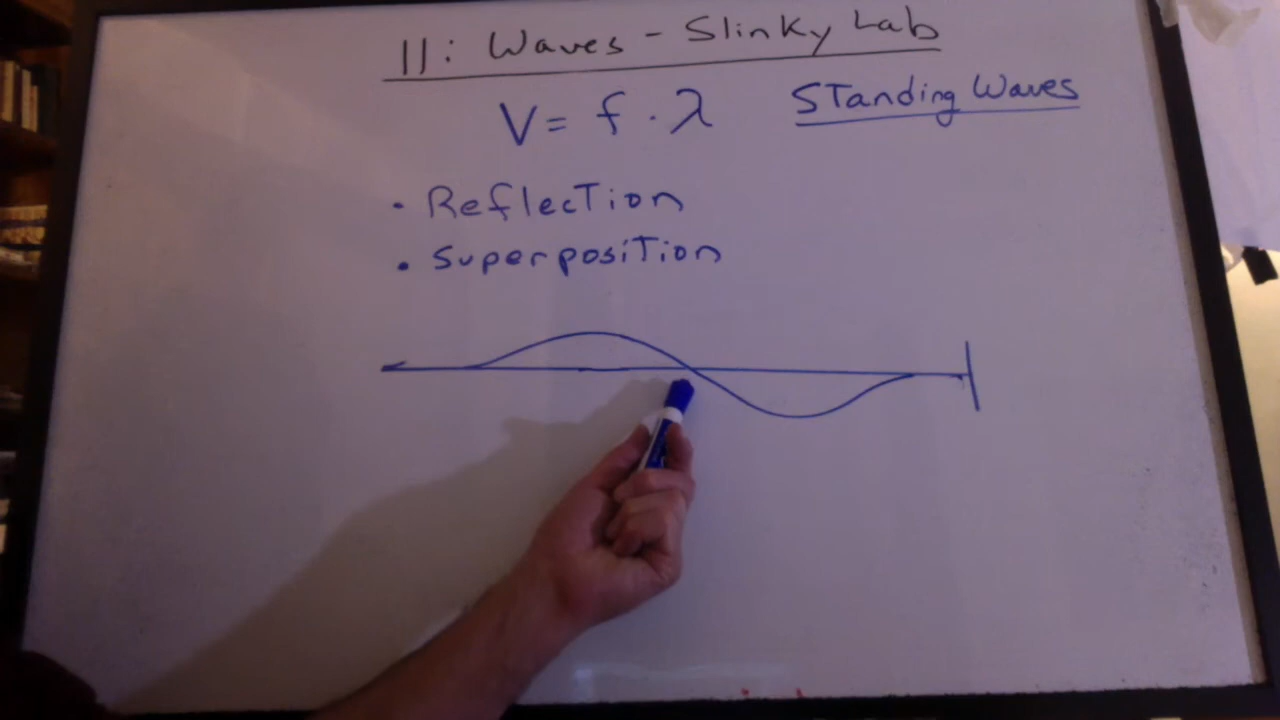 11: Waves - Slinky Lab
V = f · λ
Standing Waves
· Reflection
· Superposition